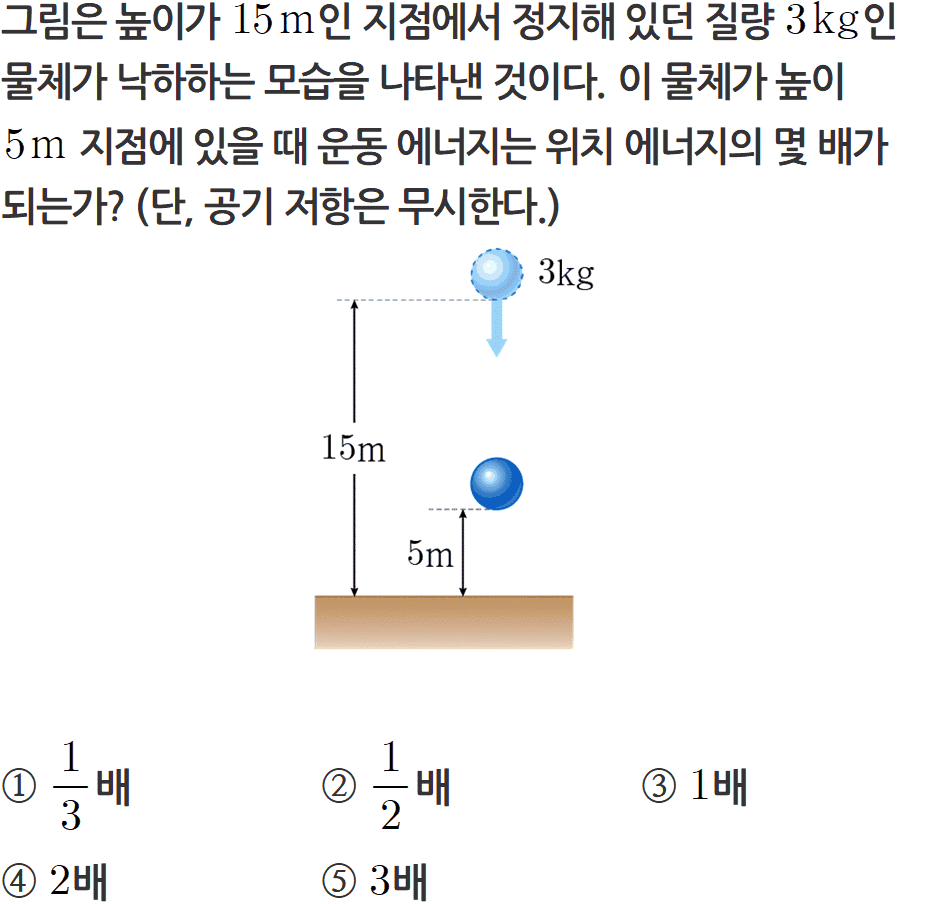 그림은 높이가 15m인 지점에서 정지해 있던 질량 3kg인
물체가 낙하하는 모습을 나타낸 것이다. 이 물체가 높이
5m 지점에 있을 때 운동 에너지는 위치 에너지의 몇 배가
되는가? (단, 공기 저항은 무시한다.)
3kg
15m
5m
① 1/3 배 ② 1/2 배 ③ 1배
④ 2배 ⑤ 3배